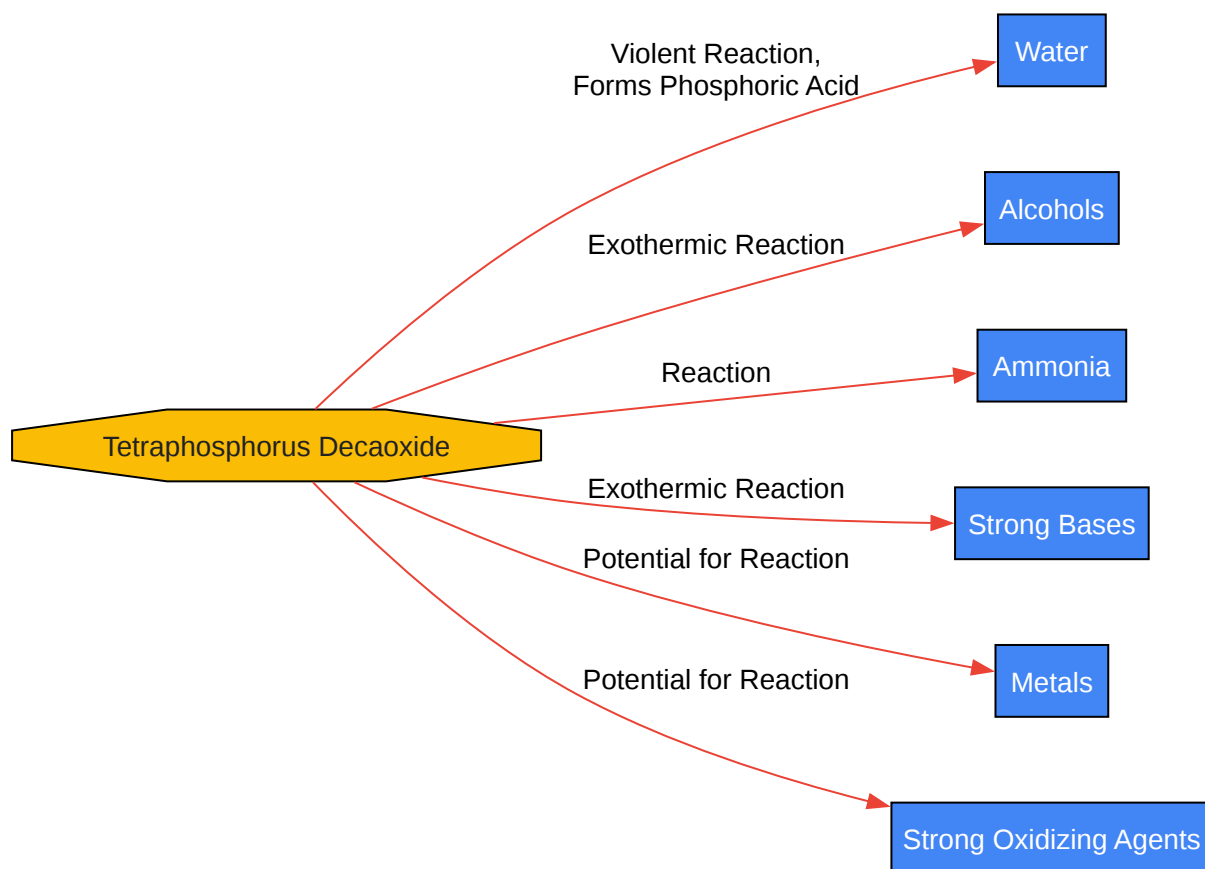 Violent Reaction,
Forms Phosphoric Acid
Water
Exothermic Reaction
Alcohols
Reaction
Ammonia
Tetraphosphorus Decaoxide
Exothermic Reaction
Strong Bases
Potential for Reaction
Metals
Potential for Reaction
Strong Oxidizing Agents